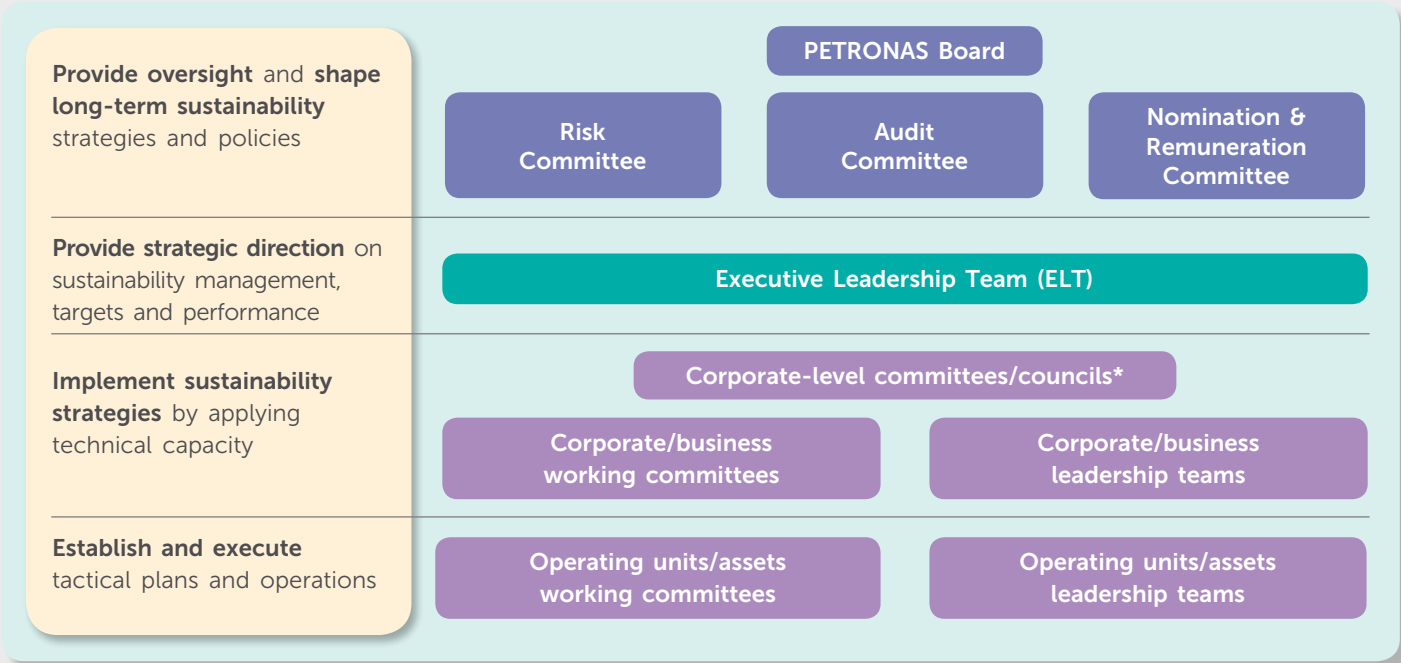 Provide oversight and shape
long-term sustainability
strategies and policies
PETRONAS Board
Risk
Committee
Audit
Committee
Nomination &
Remuneration
Committee
Provide strategic direction on
sustainability management,
targets and performance
Executive Leadership Team (ELT)
Implement sustainability
strategies by applying
technical capacity
Corporate-level committees/councils*
Corporate/business
working committees
Corporate/business
leadership teams
Establish and execute
tactical plans and operations
Operating units/assets
working committees
Operating units/assets
leadership teams